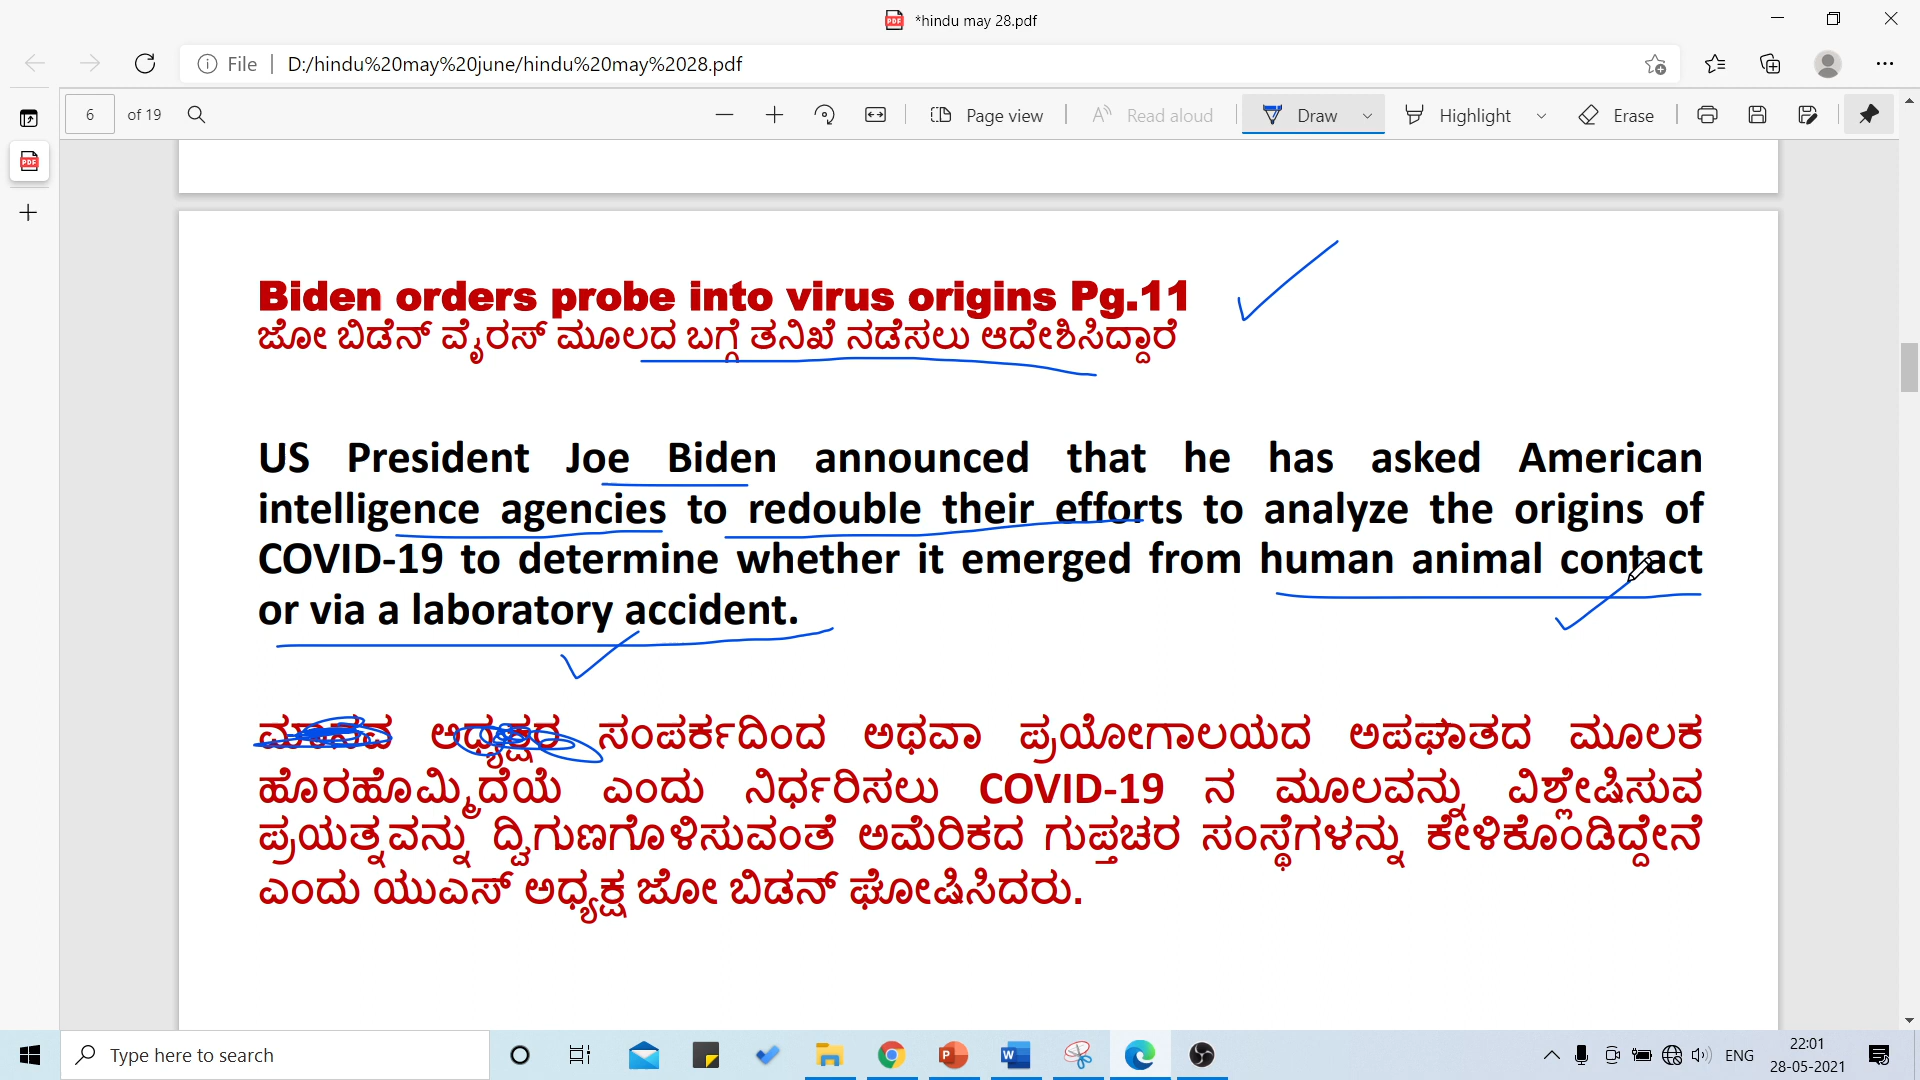 *hindu may 28.pdf
File | D:/hindu%20may%20june/hindu%20may%2028.pdf
6 of 19 Page view Read aloud Draw Highlight Erase
Biden orders probe into virus origins Pg.11
ಜೋ ಬಿಡೆನ್ ವೈರಸ್ ಮೂಲದ ಬಗ್ಗೆ ತನಿಖೆ ನಡೆಸಲು ಆದೇಶಿಸಿದ್ದಾರೆ
US President Joe Biden announced that he has asked American
intelligence agencies to redouble their efforts to analyze the origins of
COVID-19 to determine whether it emerged from human animal contact
or via a laboratory accident.
ಸಂಪರ್ಕದಿಂದ ಅಥವಾ ಪ್ರಯೋಗಾಲಯದ ಅಪಘಾತದ ಮೂಲಕ
ಹೊರಹೊಮ್ಮಿದೆಯೆ ಎಂದು ನಿರ್ಧರಿಸಲು COVID-19 ನ ಮೂಲವನ್ನು ವಿಶ್ಲೇಷಿಸುವ
ಪ್ರಯತ್ನವನ್ನು ದ್ವಿಗುಣಗೊಳಿಸುವಂತೆ ಅಮೆರಿಕದ ಗುಪ್ತಚರ ಸಂಸ್ಥೆಗಳನ್ನು ಕೇಳಿಕೊಂಡಿದ್ದೇನೆ
ಎಂದು ಯುಎಸ್ ಅಧ್ಯಕ್ಷ ಜೋ ಬಿಡನ್ ಘೋಷಿಸಿದರು.
Type here to search
ENG
22:01
28-05-2021